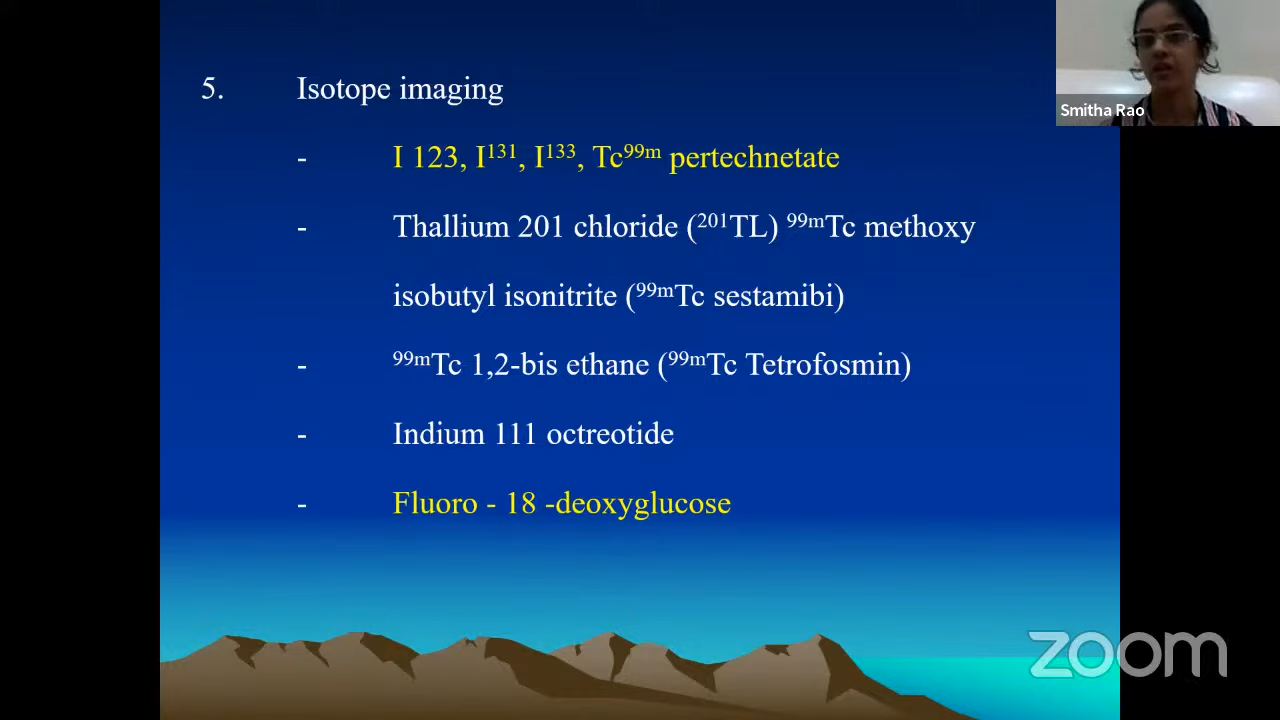 5. Isotope imaging
- I 123, I¹³¹, I¹³³, Tc⁹⁹ᵐ pertechnetate
- Thallium 201 chloride (²⁰¹TL) ⁹⁹ᵐTc methoxy
isobutyl isonitrite (⁹⁹ᵐTc sestamibi)
- ⁹⁹ᵐTc 1,2-bis ethane (⁹⁹ᵐTc Tetrofosmin)
- Indium 111 octreotide
- Fluoro - 18 -deoxyglucose
Smitha Rao
zoom